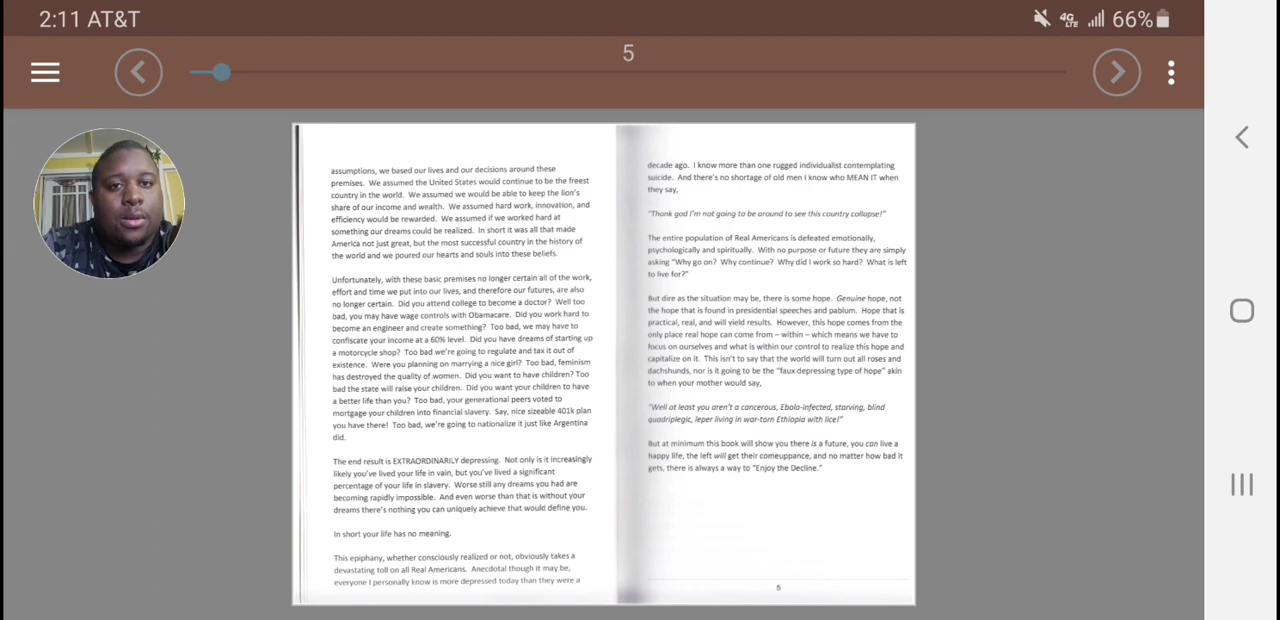 2:11 AT&T
4G LTE
66%
5
assumptions, we based our lives and our decisions around these
premises. We assumed the United States would continue to be the freest
country in the world. We assumed we would be able to keep the lion's
share of our income and wealth. We assumed hard work, innovation, and
efficiency would be rewarded. We assumed if we worked hard at
something our dreams could be realized. In short it was all that made
America not just great, but the most successful country in the history of
the world and we poured our hearts and souls into these beliefs.
Unfortunately, with these basic premises no longer certain all of the work,
effort and time we put into our lives, and therefore our futures, are also
no longer certain. Did you attend college to become a doctor? Well too
bad, you may have wage controls with Obamacare. Did you work hard to
become an engineer and create something? Too bad, we may have to
confiscate your income at a 60% level. Did you have dreams of starting up
a motorcycle shop? Too bad we're going to regulate and tax it out of
existence. Were you planning on marrying a nice girl? Too bad, feminism
has destroyed the quality of women. Did you want to have children? Too
bad the state will raise your children. Did you want your children to have
a better life than you? Too bad, your generational peers voted to
mortgage your children into financial slavery. Say, nice sizeable 401k plan
you have there! Too bad, we're going to nationalize it just like Argentina
did.
The end result is EXTRAORDINARILY depressing. Not only is it increasingly
likely you've lived your life in vain, but you've lived a significant
percentage of your life in slavery. Worse still any dreams you had are
becoming rapidly impossible. And even worse than that is without your
dreams there's nothing you can uniquely achieve that would define you.
In short your life has no meaning.
This epiphany, whether consciously realized or not, obviously takes a
devastating toll on all Real Americans. Anecdotal though it may be,
everyone I personally know is more depressed today than they were a
decade ago. I know more than one rugged individualist contemplating
suicide. And there's no shortage of old men I know who MEAN IT when
they say,
"Thank god I'm not going to be around to see this country collapse!"
The entire population of Real Americans is defeated emotionally,
psychologically and spiritually. With no purpose or future they are simply
asking "Why go on? Why continue? Why did I work so hard? What is left
to live for?"
But dire as the situation may be, there is some hope. Genuine hope, not
the hope that is found in presidential speeches and pablum. Hope that is
practical, real, and will yield results. However, this hope comes from the
only place real hope can come from – within – which means we have to
focus on ourselves and what is within our control to realize this hope and
capitalize on it. This isn't to say that the world will turn out all roses and
dachshunds, nor is it going to be the "faux depressing type of hope" akin
to when your mother would say,
"Well at least you aren't a cancerous, Ebola-infected, starving, blind
quadriplegic, leper living in war-torn Ethiopia with lice!"
But at minimum this book will show you there is a future, you can live a
happy life, the left will get their comeuppance, and no matter how bad it
gets, there is always a way to "Enjoy the Decline."
5